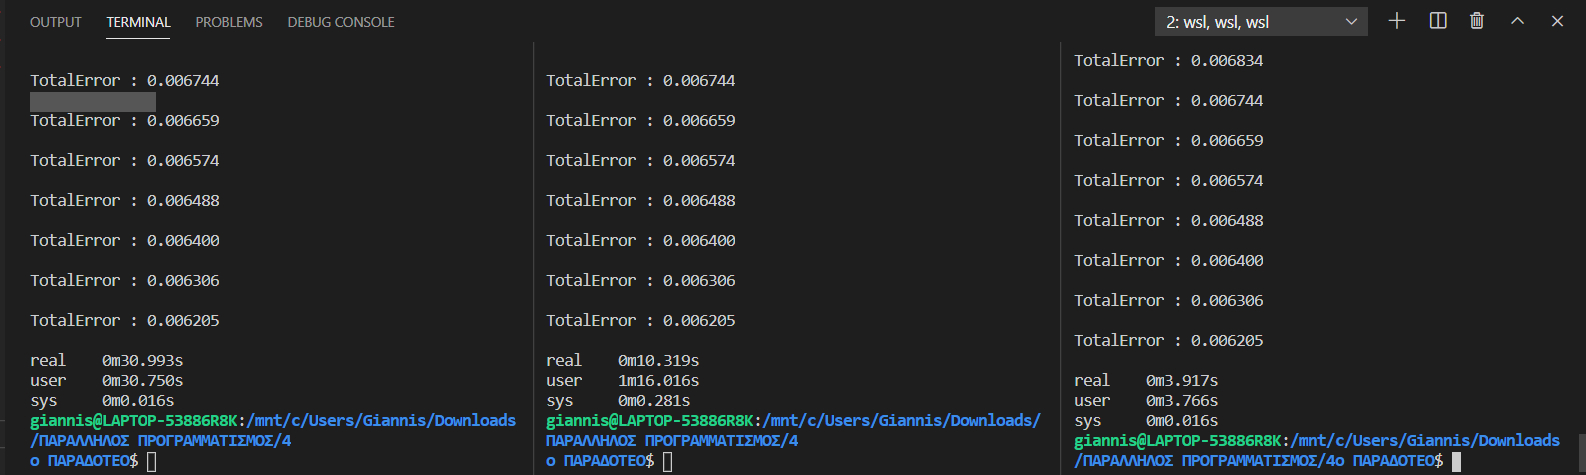 OUTPUT TERMINAL PROBLEMS DEBUG CONSOLE 2: wsl, wsl, wsl
TotalError : 0.006744
TotalError : 0.006659
TotalError : 0.006574
TotalError : 0.006488
TotalError : 0.006400
TotalError : 0.006306
TotalError : 0.006205
real 0m30.993s
user 0m30.750s
sys 0m0.016s
giannis@LAPTOP-53886R8K:/mnt/c/Users/Giannis/Downloads
/ΠΑΡΑΛΛΗΛΟΣ ΠΡΟΓΡΑΜΜΑΤΙΣΜΟΣ/4
ο ΠΑΡΑΔΟΤΕΟ$
TotalError : 0.006744
TotalError : 0.006659
TotalError : 0.006574
TotalError : 0.006488
TotalError : 0.006400
TotalError : 0.006306
TotalError : 0.006205
real 0m10.319s
user 1m16.016s
sys 0m0.281s
giannis@LAPTOP-53886R8K:/mnt/c/Users/Giannis/Downloads/
ΠΑΡΑΛΛΗΛΟΣ ΠΡΟΓΡΑΜΜΑΤΙΣΜΟΣ/4
ο ΠΑΡΑΔΟΤΕΟ$
TotalError : 0.006834
TotalError : 0.006744
TotalError : 0.006659
TotalError : 0.006574
TotalError : 0.006488
TotalError : 0.006400
TotalError : 0.006306
TotalError : 0.006205
real 0m3.917s
user 0m3.766s
sys 0m0.016s
giannis@LAPTOP-53886R8K:/mnt/c/Users/Giannis/Downloads
/ΠΑΡΑΛΛΗΛΟΣ ΠΡΟΓΡΑΜΜΑΤΙΣΜΟΣ/4ο ΠΑΡΑΔΟΤΕΟ$